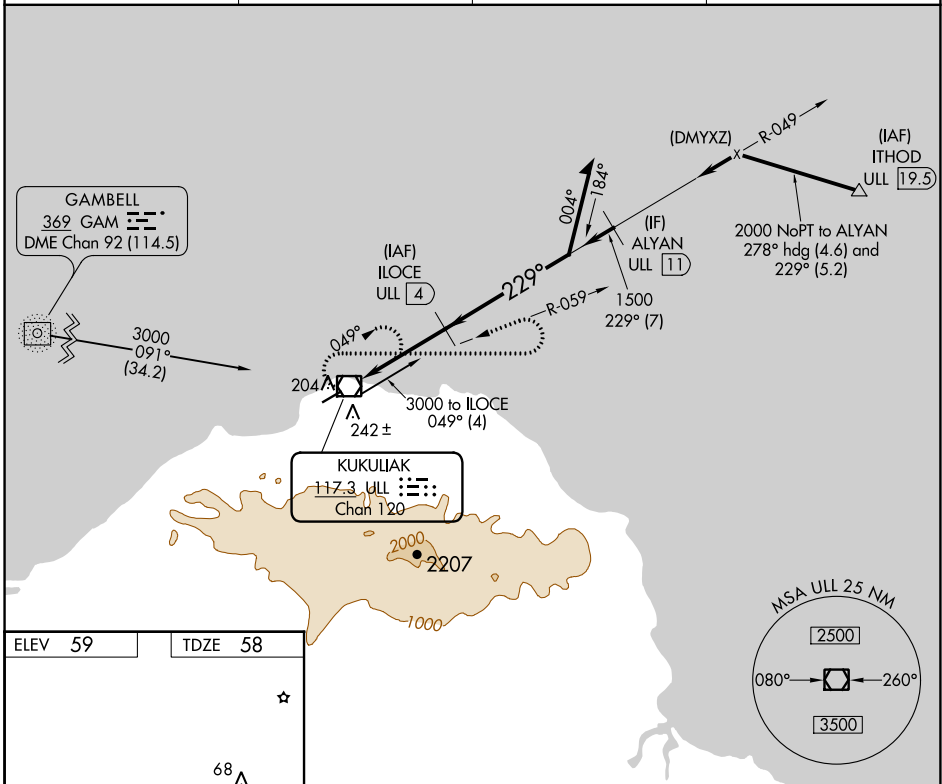 GAMBELL
369 GAM
DME Chan 92 (114.5)
3000
091°
(34.2)
(IAF)
ILOCE
ULL 4
049°
229°
004°
184°
(IF)
ALYAN
ULL 11
1500
229° (7)
R-059
(DMYXZ)
R-049
(IAF)
ITHOD
ULL 19.5
2000 NoPT to ALYAN
278° hdg (4.6) and
229° (5.2)
204
242 ±
3000 to ILOCE
049° (4)
KUKULIAK
117.3 ULL
Chan 120
2000
2207
1000
MSA ULL 25 NM
2500
080°
260°
3500
ELEV 59
TDZE 58
68